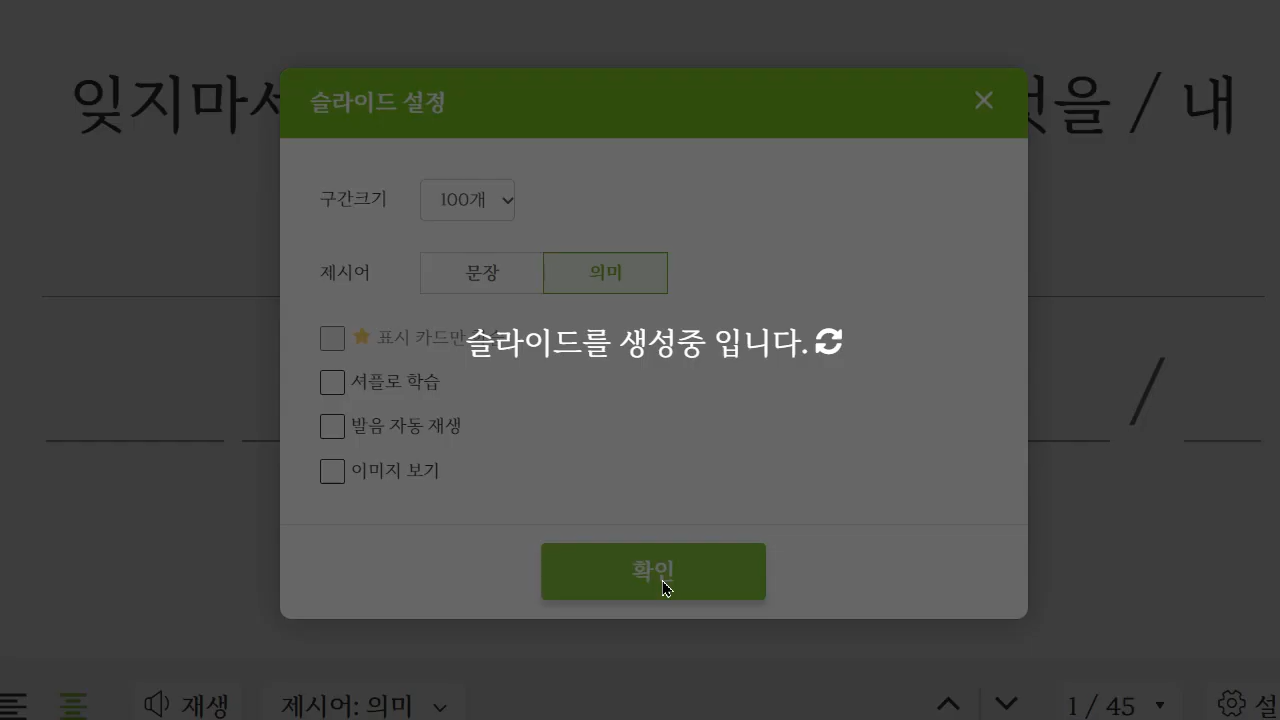 잊지마세
것을 / 내
슬라이드 설정
구간크기 100개
제시어 문장 의미
표시 카드만
슬라이드를 생성중 입니다.
셔플로 학습
발음 자동 재생
이미지 보기
/
확인
재생 제시어: 의미 1 / 45 설